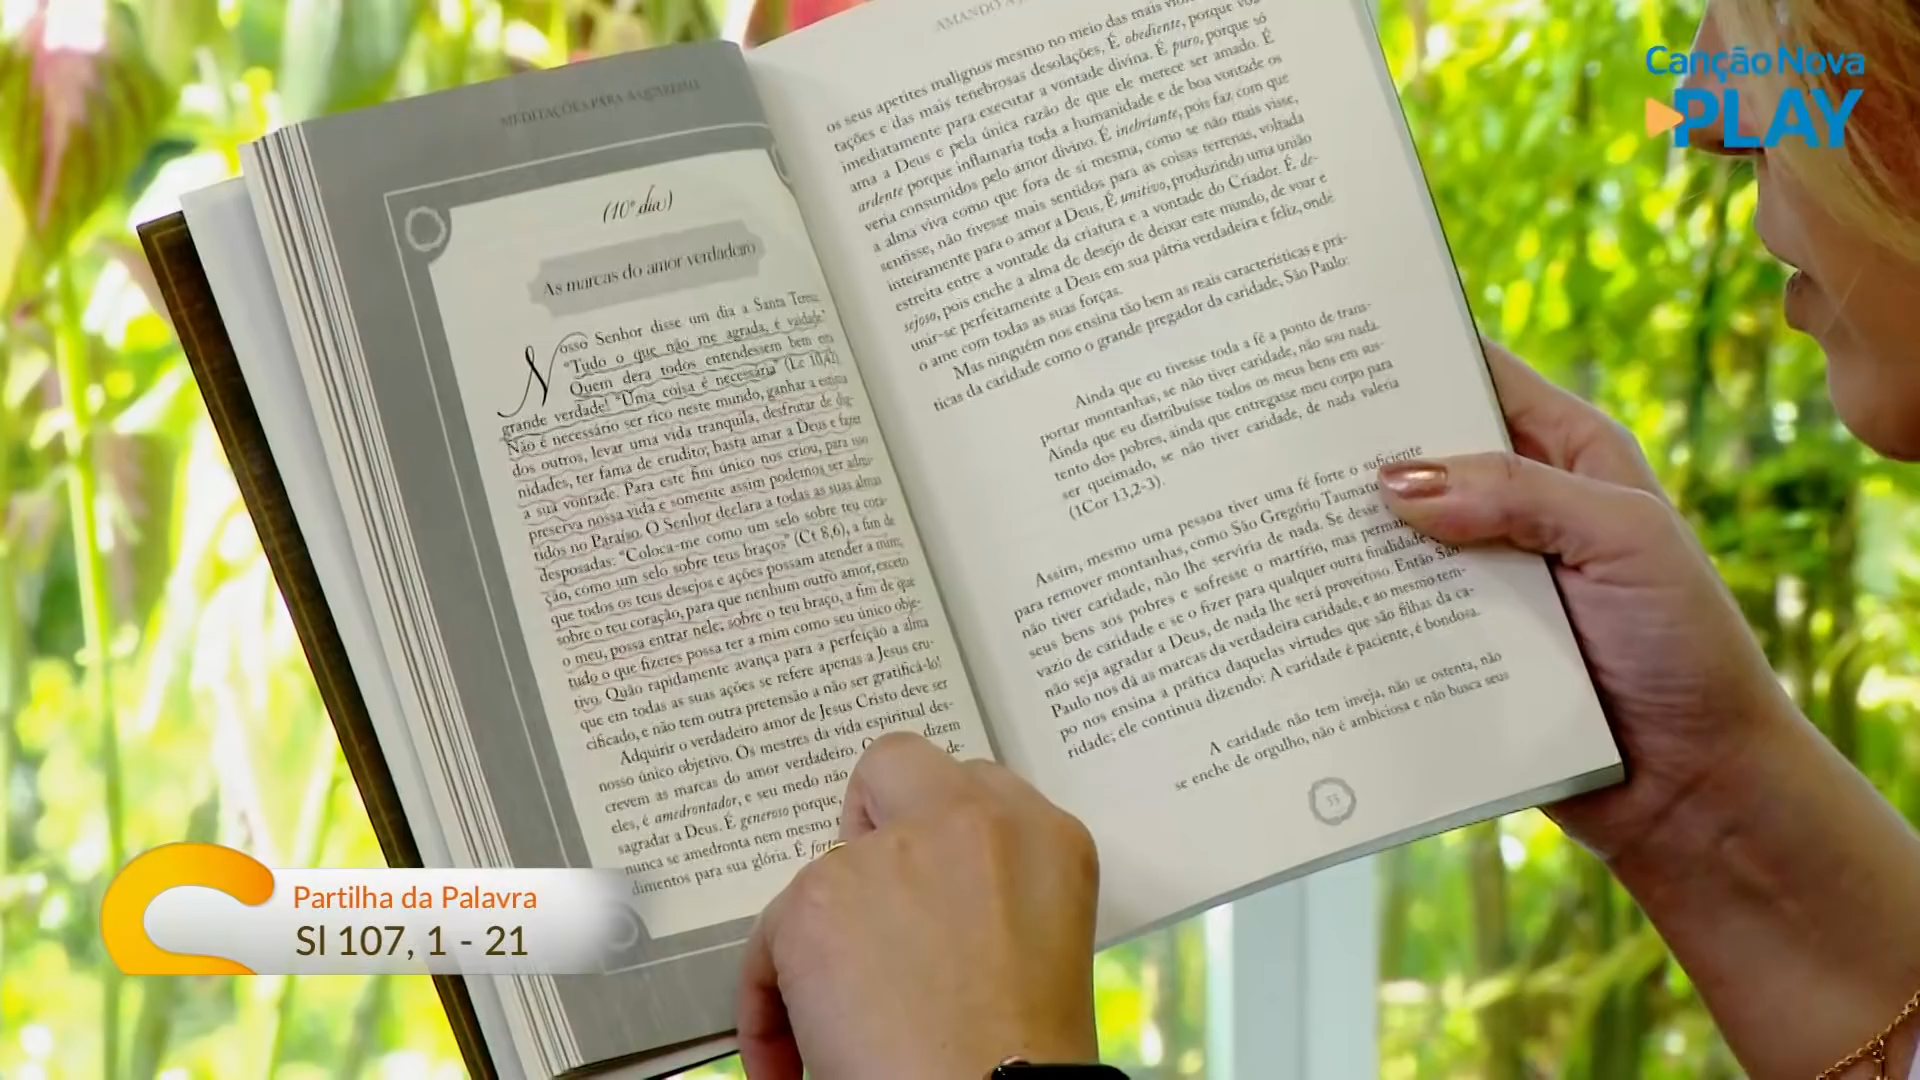 MEDITAÇÕES PARA A QUARESMA
(10º dia)
As marcas do amor verdadeiro
Nosso Senhor disse um dia a Santa Teresa:
"Tudo o que não me agrada, é vaidade".
Quem dera todos entendessem bem esta
grande verdade! "Uma coisa é necessária" (Lc 10,42).
Não é necessário ser rico neste mundo, ganhar a estima
dos outros, levar uma vida tranquila, desfrutar de dig-
nidades, ter fama de erudito; basta amar a Deus e fazer
a sua vontade. Para este fim único nos criou, para isso
preserva nossa vida e somente assim podemos ser admi-
tidos no Paraíso. O Senhor declara a todas as suas almas
desposadas: "Coloca-me como um selo sobre teu cora-
ção, como um selo sobre teus braços" (Ct 8,6), a fim de
que todos os teus desejos e ações possam atender a mim;
sobre o teu coração, para que nenhum outro amor, exceto
o meu, possa entrar nele; sobre o teu braço, a fim de que
tudo o que fizeres possa ter a mim como seu único obje-
tivo. Quão rapidamente avança para a perfeição a alma
que em todas as suas ações se refere apenas a Jesus cru-
cificado, e não tem outra pretensão a não ser gratificá-lo!
Adquirir o verdadeiro amor de Jesus Cristo deve ser
nosso único objetivo. Os mestres da vida espiritual des-
crevem as marcas do amor verdadeiro. O dizem
eles, é amedrontador, e seu medo não de-
sagradar a Deus. É generoso porque,
nunca se amedronta nem mesmo
dimentos para sua glória. É forte
AMANDO A
os seus apetites malignos mesmo no meio das mais
tações e das mais tenebrosas desolações, É obediente, porque
imediatamente para executar a vontade divina. É puro, porque só
ama a Deus e pela única razão de que ele merece ser amado. É
ardente porque inflamaria toda a humanidade e de boa vontade os
veria consumidos pelo amor divino. É inebriante, pois faz com que
a alma viva como que fora de si mesma, como se não mais visse,
sentisse, não tivesse mais sentidos para as coisas terrenas, voltada
inteiramente para o amor a Deus. É unitivo, produzindo uma união
estreita entre a vontade da criatura e a vontade do Criador. É de-
sejoso, pois enche a alma de desejo de deixar este mundo, de voar e
unir-se perfeitamente a Deus em sua pátria verdadeira e feliz, onde
o ame com todas as suas forças.
Mas ninguém nos ensina tão bem as reais características e prá-
ticas da caridade como o grande pregador da caridade, São Paulo:
Ainda que eu tivesse toda a fé a ponto de trans-
portar montanhas, se não tiver caridade, não sou nada.
Ainda que eu distribuísse todos os meus bens em sus-
tento dos pobres, ainda que entregasse meu corpo para
ser queimado, se não tiver caridade, de nada valeria
(1Cor 13,2-3).
Assim, mesmo uma pessoa tiver uma fé forte o suficiente
para remover montanhas, como São Gregório Taumatu
não tiver caridade, não lhe serviria de nada. Se desse
seus bens aos pobres e sofresse o martírio, mas perma
vazio de caridade e se o fizer para qualquer outra finalidade
não seja agradar a Deus, de nada lhe será proveitoso. Então São
Paulo nos dá as marcas da verdadeira caridade, e ao mesmo tem-
po nos ensina a prática daquelas virtudes que são filhas da ca-
ridade; ele continua dizendo: A caridade é paciente, é bondosa.
A caridade não tem inveja, não se ostenta, não
se enche de orgulho, não é ambiciosa e não busca seus
33
Canção Nova
PLAY
Partilha da Palavra
Sl 107, 1 - 21